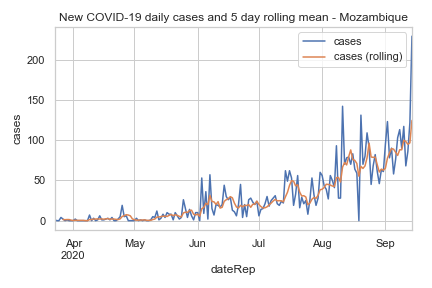 New COVID-19 daily cases and 5 day rolling mean - Mozambique
cases
cases (rolling)
cases
200
150
100
50
0
Apr May Jun Jul Aug Sep
2020
dateRep